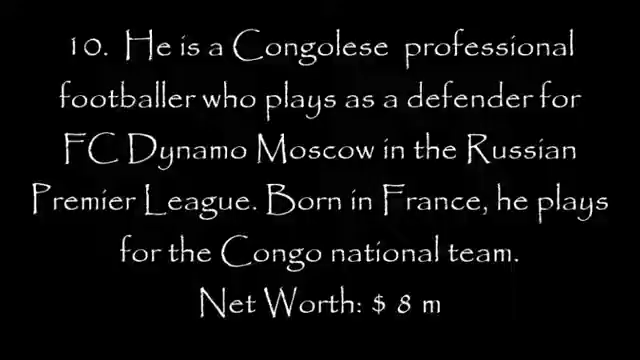 10. He is a Congolese professional
footballer who plays as a defender for
FC Dynamo Moscow in the Russian
Premier League. Born in France, he plays
for the Congo national team.
Net Worth: $ 8 m